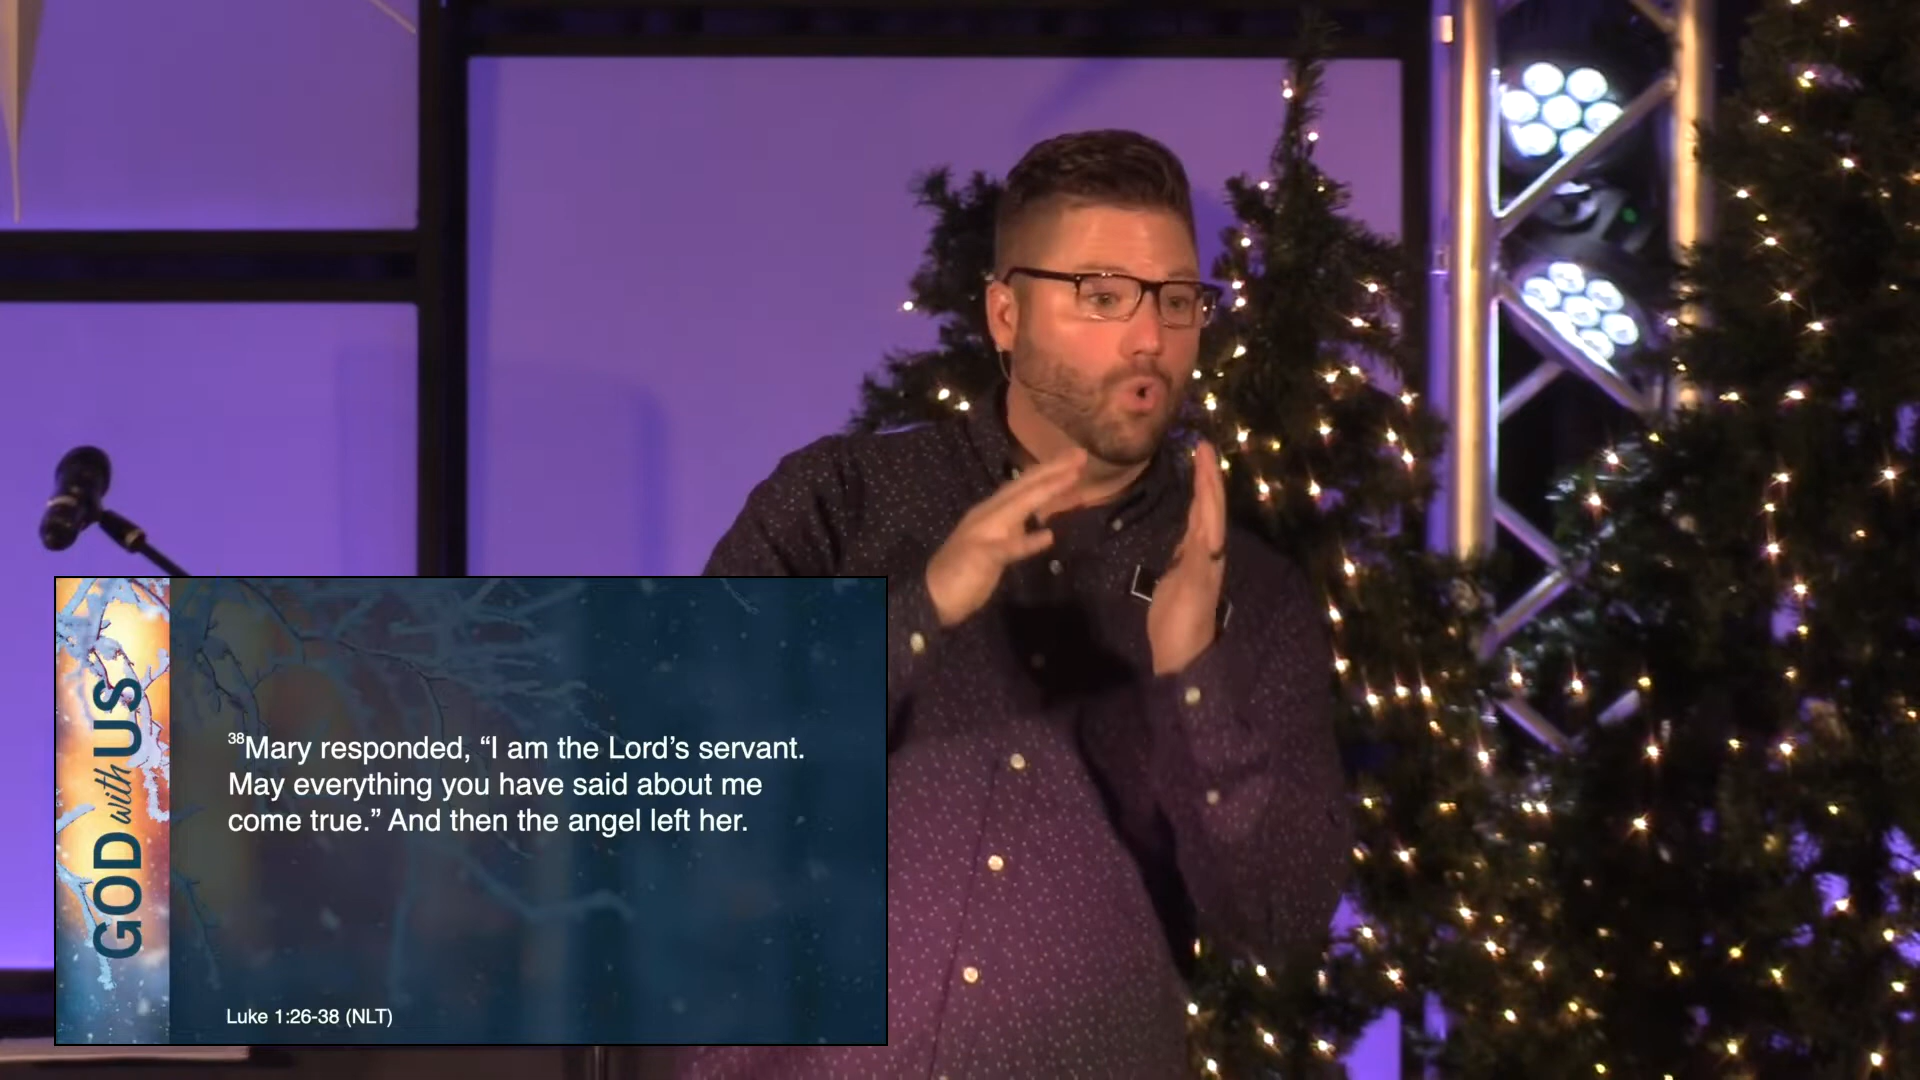 GOD with US
³⁸Mary responded, “I am the Lord’s servant.
May everything you have said about me
come true.” And then the angel left her.
Luke 1:26-38 (NLT)